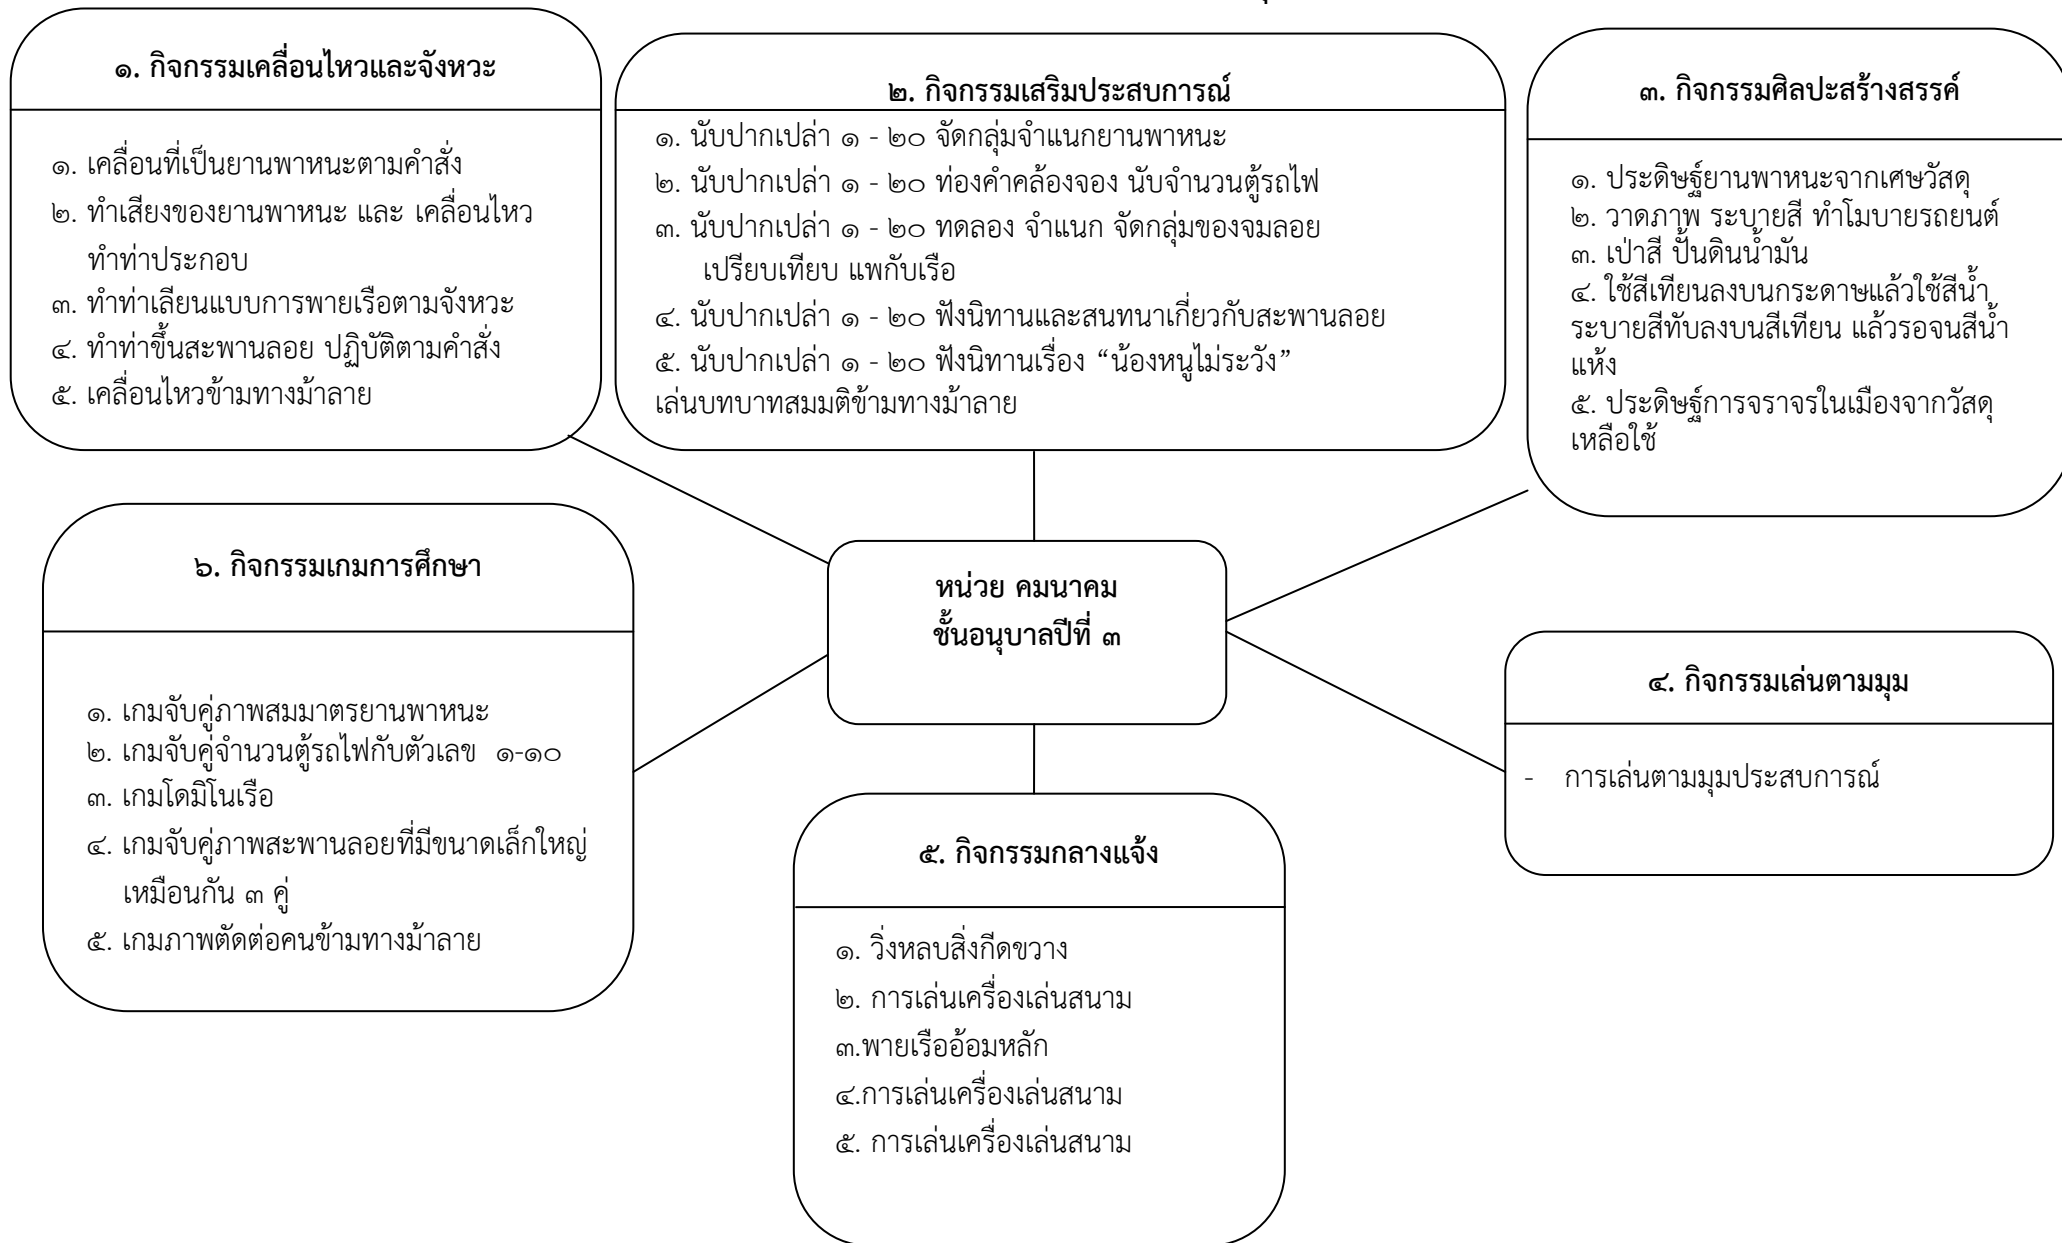 ๑. กิจกรรมเคลื่อนไหวและจังหวะ
๑. เคลื่อนที่เป็นยานพาหนะตามคำสั่ง
๒. ทำเสียงของยานพาหนะ และ เคลื่อนไหว
ทำท่าประกอบ
๓. ทำท่าเลียนแบบการพายเรือตามจังหวะ
๔. ทำท่าขึ้นสะพานลอย ปฏิบัติตามคำสั่ง
๕. เคลื่อนไหวข้ามทางม้าลาย
๒. กิจกรรมเสริมประสบการณ์
๑. นับปากเปล่า ๑ - ๒๐ จัดกลุ่มจำแนกยานพาหนะ
๒. นับปากเปล่า ๑ - ๒๐ ท่องคำคล้องจอง นับจำนวนตู้รถไฟ
๓. นับปากเปล่า ๑ - ๒๐ ทดลอง จำแนก จัดกลุ่มของจมลอย
เปรียบเทียบ แพกับเรือ
๔. นับปากเปล่า ๑ - ๒๐ ฟังนิทานและสนทนาเกี่ยวกับสะพานลอย
๕. นับปากเปล่า ๑ - ๒๐ ฟังนิทานเรื่อง “น้องหนูไม่ระวัง”
เล่นบทบาทสมมติข้ามทางม้าลาย
๓. กิจกรรมศิลปะสร้างสรรค์
๑. ประดิษฐ์ยานพาหนะจากเศษวัสดุ
๒. วาดภาพ ระบายสี ทำโมบายรถยนต์
๓. เป่าสี ปั้นดินน้ำมัน
๔. ใช้สีเทียนลงบนกระดาษแล้วใช้สีน้ำ
ระบายสีทับลงบนสีเทียน แล้วรอจนสีน้ำ
แห้ง
๕. ประดิษฐ์การจราจรในเมืองจากวัสดุ
เหลือใช้
หน่วย คมนาคม
ชั้นอนุบาลปีที่ ๓
๔. กิจกรรมเล่นตามมุม
- การเล่นตามมุมประสบการณ์
๕. กิจกรรมกลางแจ้ง
๑. วิ่งหลบสิ่งกีดขวาง
๒. การเล่นเครื่องเล่นสนาม
๓.พายเรืออ้อมหลัก
๔.การเล่นเครื่องเล่นสนาม
๕. การเล่นเครื่องเล่นสนาม
๖. กิจกรรมเกมการศึกษา
๑. เกมจับคู่ภาพสมมาตรยานพาหนะ
๒. เกมจับคู่จำนวนตู้รถไฟกับตัวเลข ๑-๑๐
๓. เกมโดมิโนเรือ
๔. เกมจับคู่ภาพสะพานลอยที่มีขนาดเล็กใหญ่
เหมือนกัน ๓ คู่
๕. เกมภาพตัดต่อคนข้ามทางม้าลาย